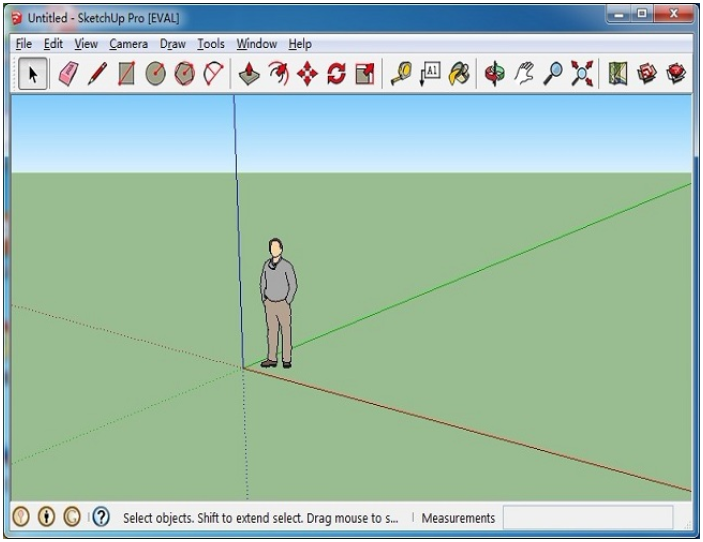 Untitled - SketchUp Pro [EVAL]
File Edit View Camera Draw Tools Window Help
A1
Select objects. Shift to extend select. Drag mouse to s... Measurements